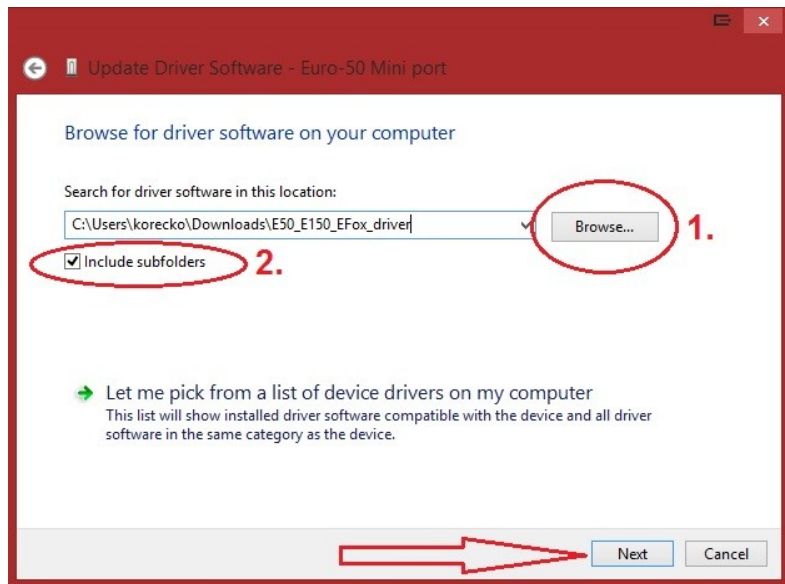 Update Driver Software - Euro-50 Mini port
Browse for driver software on your computer
Search for driver software in this location:
C:\Users\korecko\Downloads\E50_E150_EFox_driver
Browse...
1.
Include subfolders
2.
Let me pick from a list of device drivers on my computer
This list will show installed driver software compatible with the device and all driver
software in the same category as the device.
Next
Cancel